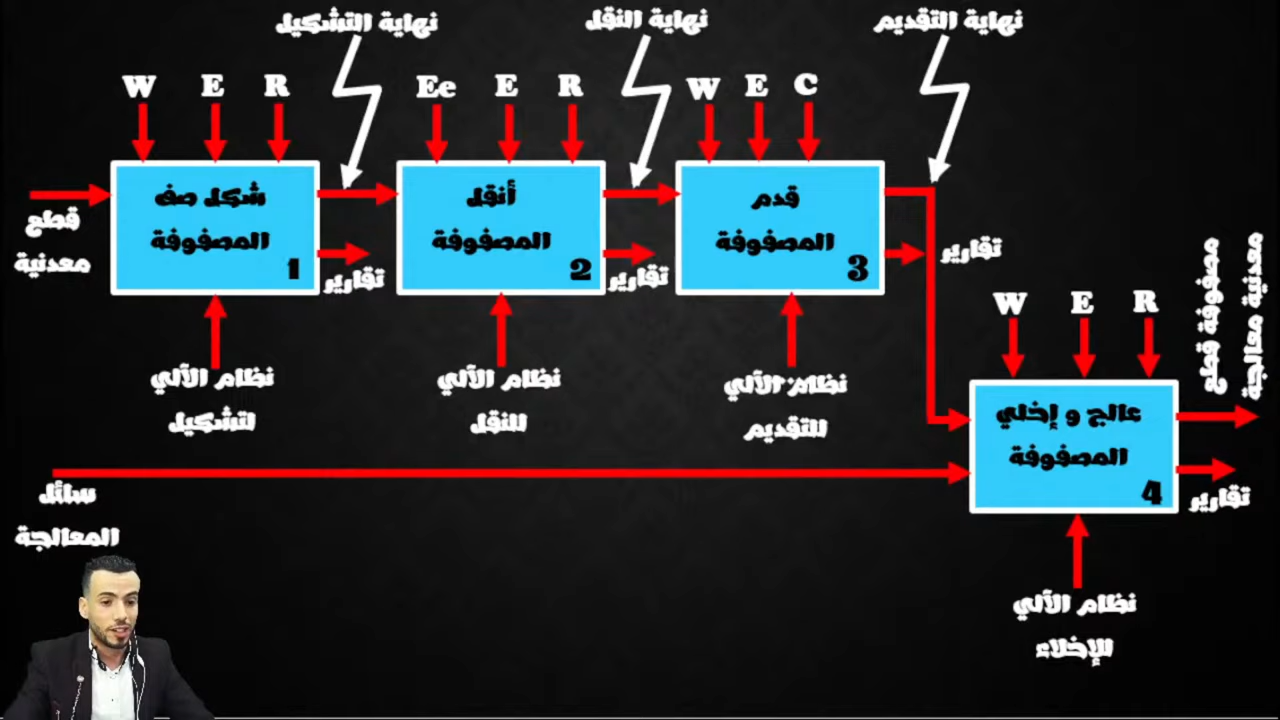 نهاية التشكيل
نهاية النقل
نهاية التقديم
W E R
Ee E R
W E C
قطع
معدنية
شكل صف
المصفوفة
1
تقارير
أنقل
المصفوفة
2
تقارير
قدم
المصفوفة
3
تقارير
نظام الآلي
لتشكيل
نظام الآلي
للنقل
نظام الآلي
للتقديم
W E R
مصفوفة قطع
معدنية معالجة
عالج و إخلي
المصفوفة
4
تقارير
سائل
المعالجة
نظام الآلي
للإخلاء